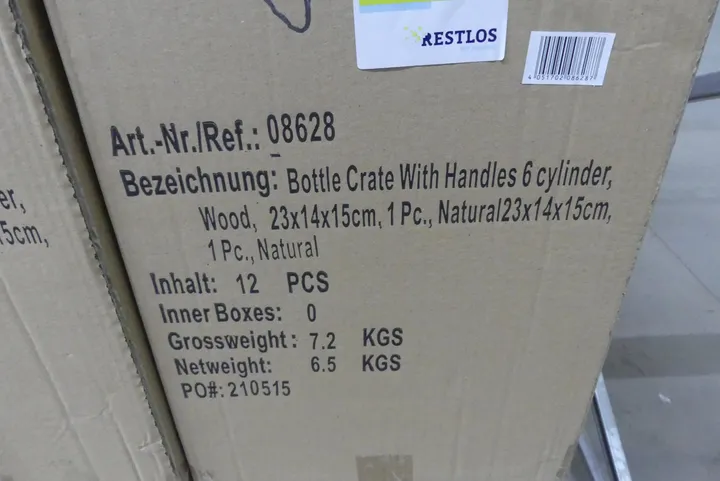 RESTLOS
4051702086287
Art.-Nr./Ref.: 08628
Bezeichnung: Bottle Crate With Handles 6 cylinder,
Wood, 23x14x15cm, 1 Pc., Natural23x14x15cm,
1 Pc., Natural
Inhalt: 12 PCS
Inner Boxes: 0
Grossweight: 7.2 KGS
Netweight: 6.5 KGS
PO#: 210515
er,
5cm,